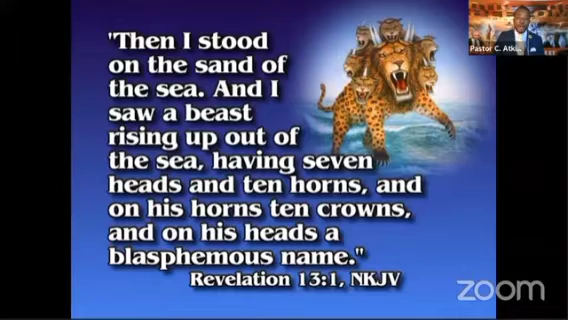 "Then I stood
on the sand of
the sea. And I
saw a beast
rising up out of
the sea, having seven
heads and ten horns, and
on his horns ten crowns,
and on his heads a
blasphemous name."
Revelation 13:1, NKJV
Pastor C.
zoom